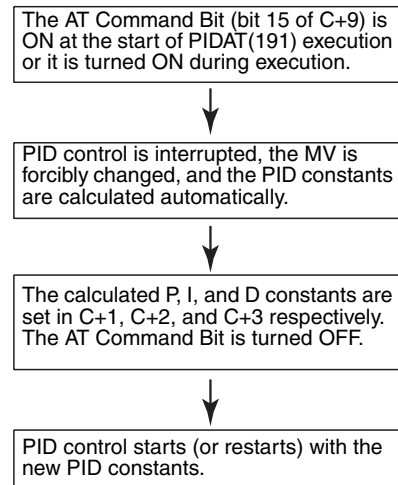 The AT Command Bit (bit 15 of C+9) is
ON at the start of PIDAT(191) execution
or it is turned ON during execution.
PID control is interrupted, the MV is
forcibly changed, and the PID constants
are calculated automatically.
The calculated P, I, and D constants are
set in C+1, C+2, and C+3 respectively.
The AT Command Bit is turned OFF.
PID control starts (or restarts) with the
new PID constants.